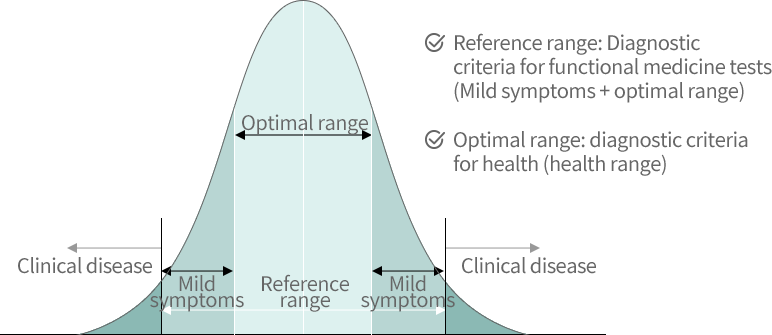 Reference range: Diagnostic
criteria for functional medicine tests
(Mild symptoms + optimal range)
Optimal range: diagnostic criteria
for health (health range)
Optimal range
Clinical disease
Mild
symptoms
Reference
range
Mild
symptoms
Clinical disease